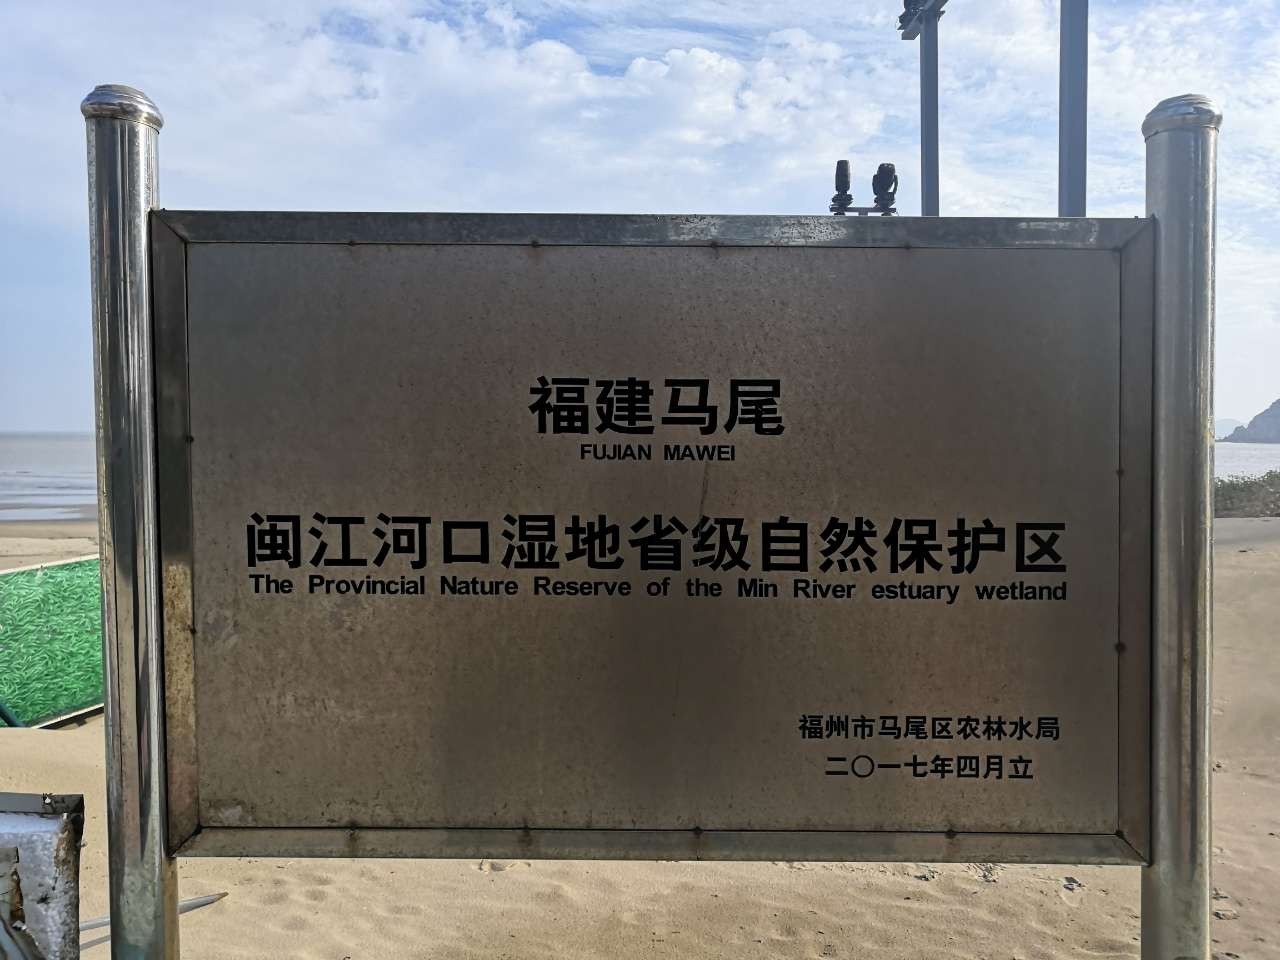 福建马尾
FUJIAN MAWEI
闽江河口湿地省级自然保护区
The Provincial Nature Reserve of the Min River estuary wetland
福州市马尾区农林水局
二〇一七年四月立